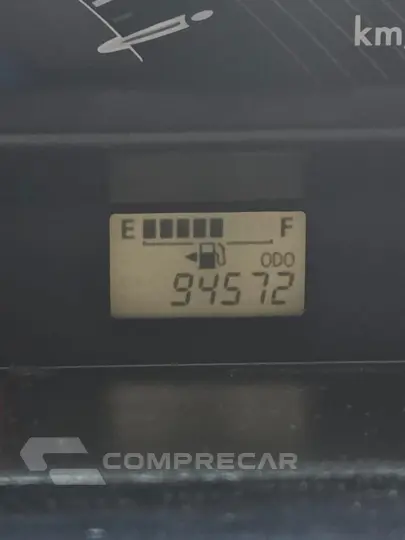 km/
E F
ODO
94572
COMPRECAR